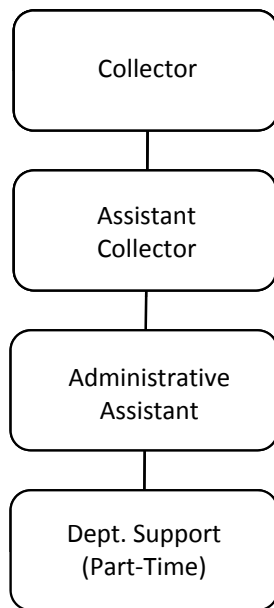 Collector
Assistant
Collector
Administrative
Assistant
Dept. Support
(Part-Time)